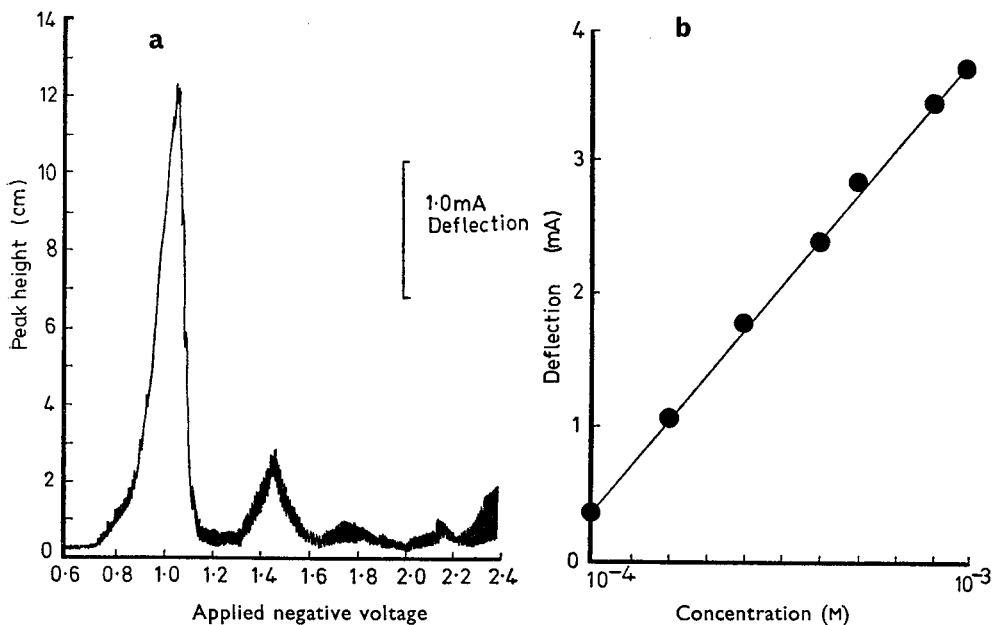 a
14
12
10
8
6
4
2
0
Peak height (cm)
1·0mA
Deflection
0·6 0·8 1·0 1·2 1·4 1·6 1·8 2·0 2·2 2·4
Applied negative voltage
b
4
3
2
1
0
Deflection (mA)
10⁻⁴ 10⁻³
Concentration (M)